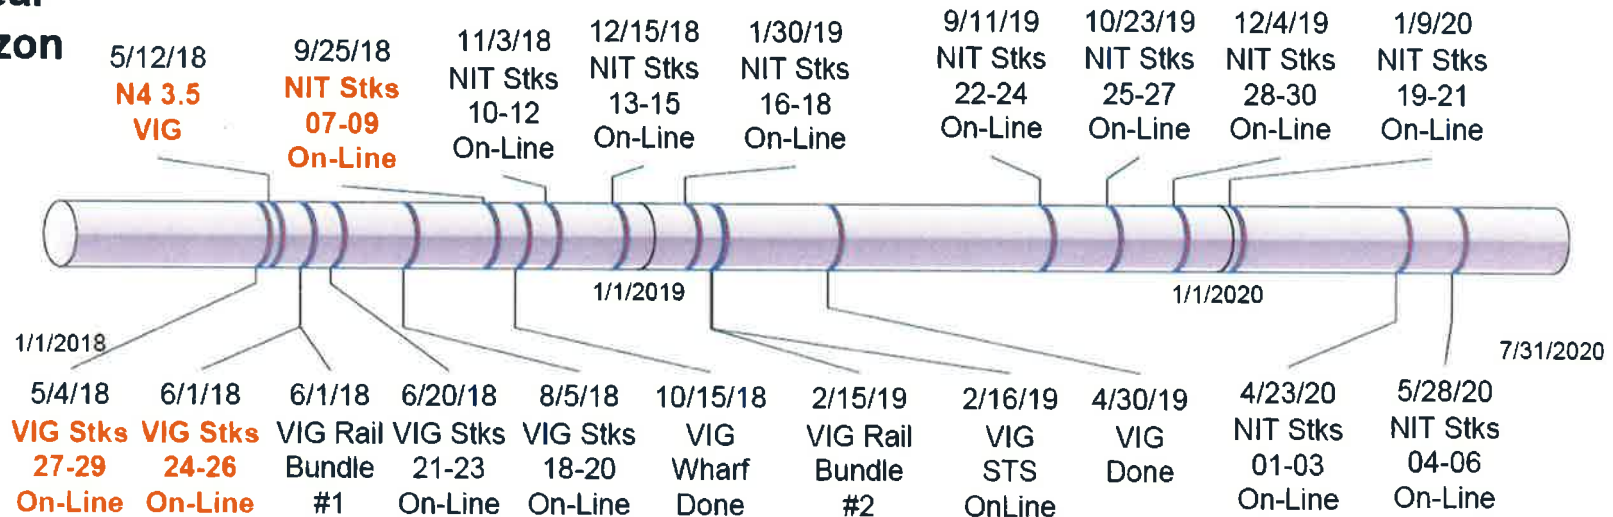 zon
5/12/18
N4 3.5
VIG
9/25/18
NIT Stks
07-09
On-Line
11/3/18
NIT Stks
10-12
On-Line
12/15/18
NIT Stks
13-15
On-Line
1/30/19
NIT Stks
16-18
On-Line
9/11/19
NIT Stks
22-24
On-Line
10/23/19
NIT Stks
25-27
On-Line
12/4/19
NIT Stks
28-30
On-Line
1/9/20
NIT Stks
19-21
On-Line
1/1/2018
1/1/2019
1/1/2020
7/31/2020
5/4/18
VIG Stks
27-29
On-Line
6/1/18
VIG Stks
24-26
On-Line
6/1/18
VIG Rail
Bundle
#1
6/20/18
VIG Stks
21-23
On-Line
8/5/18
VIG Stks
18-20
On-Line
10/15/18
VIG
Wharf
Done
2/15/19
VIG Rail
Bundle
#2
2/16/19
VIG
STS
OnLine
4/30/19
VIG
Done
4/23/20
NIT Stks
01-03
On-Line
5/28/20
NIT Stks
04-06
On-Line